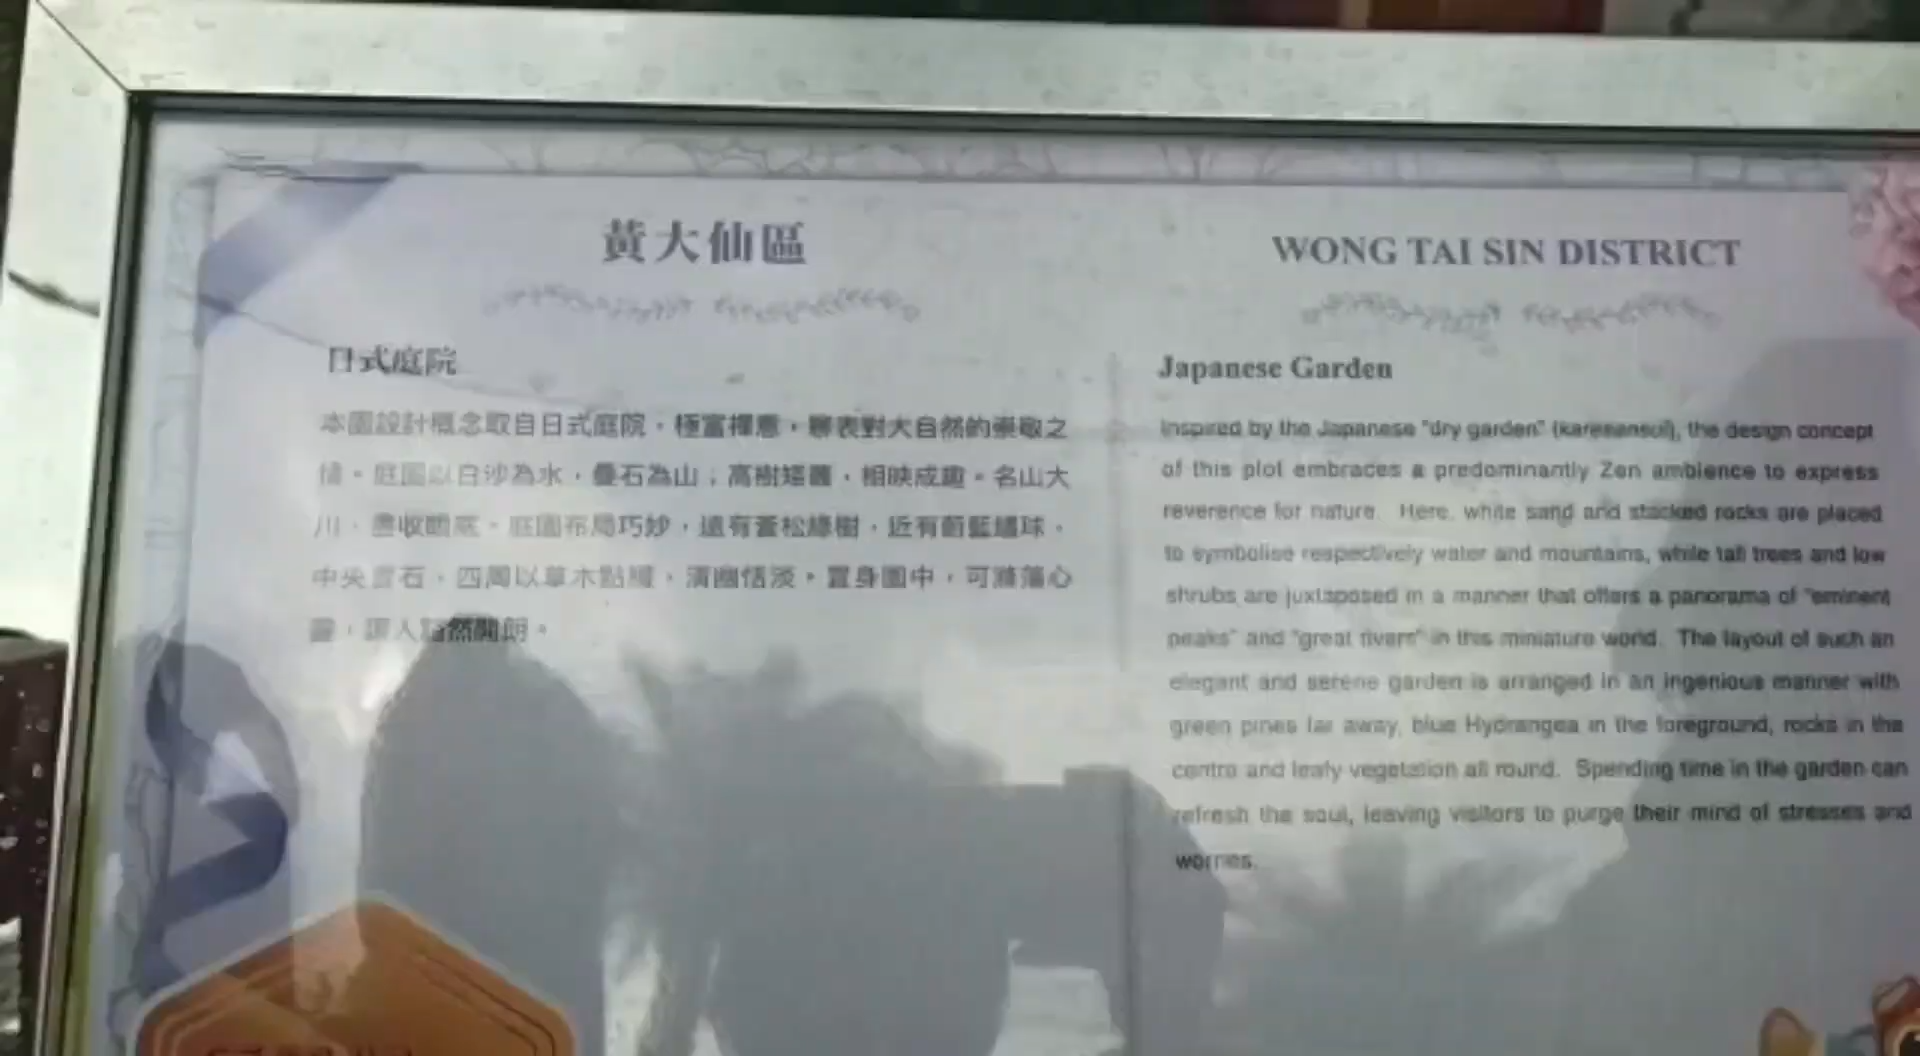 黃大仙區
日式庭院
本園設計概念取自日式庭院，極富禪意，聊表對大自然的崇敬之
情。庭園以白沙為水，疊石為山；高樹矮叢，相映成趣。名山大
川，盡收眼底。庭園布局巧妙，遠有蒼松綠樹，近有蔚藍繡球，
中央置石，四周以草木點綴，清幽恬淡。置身園中，可滌蕩心
靈，讓人豁然開朗。
WONG TAI SIN DISTRICT
Japanese Garden
Inspired by the Japanese "dry garden" (karesansui), the design concept
of this plot embraces a predominantly Zen ambience to express
reverence for nature. Here, white sand and stacked rocks are placed
to symbolise respectively water and mountains, while tall trees and low
shrubs are juxtaposed in a manner that offers a panorama of "eminent
peaks" and "great rivers" in this miniature world. The layout of such an
elegant and serene garden is arranged in an ingenious manner with
green pines far away, blue Hydrangea in the foreground, rocks in the
centre and leafy vegetation all round. Spending time in the garden can
refresh the soul, leaving visitors to purge their mind of stresses and
worries.